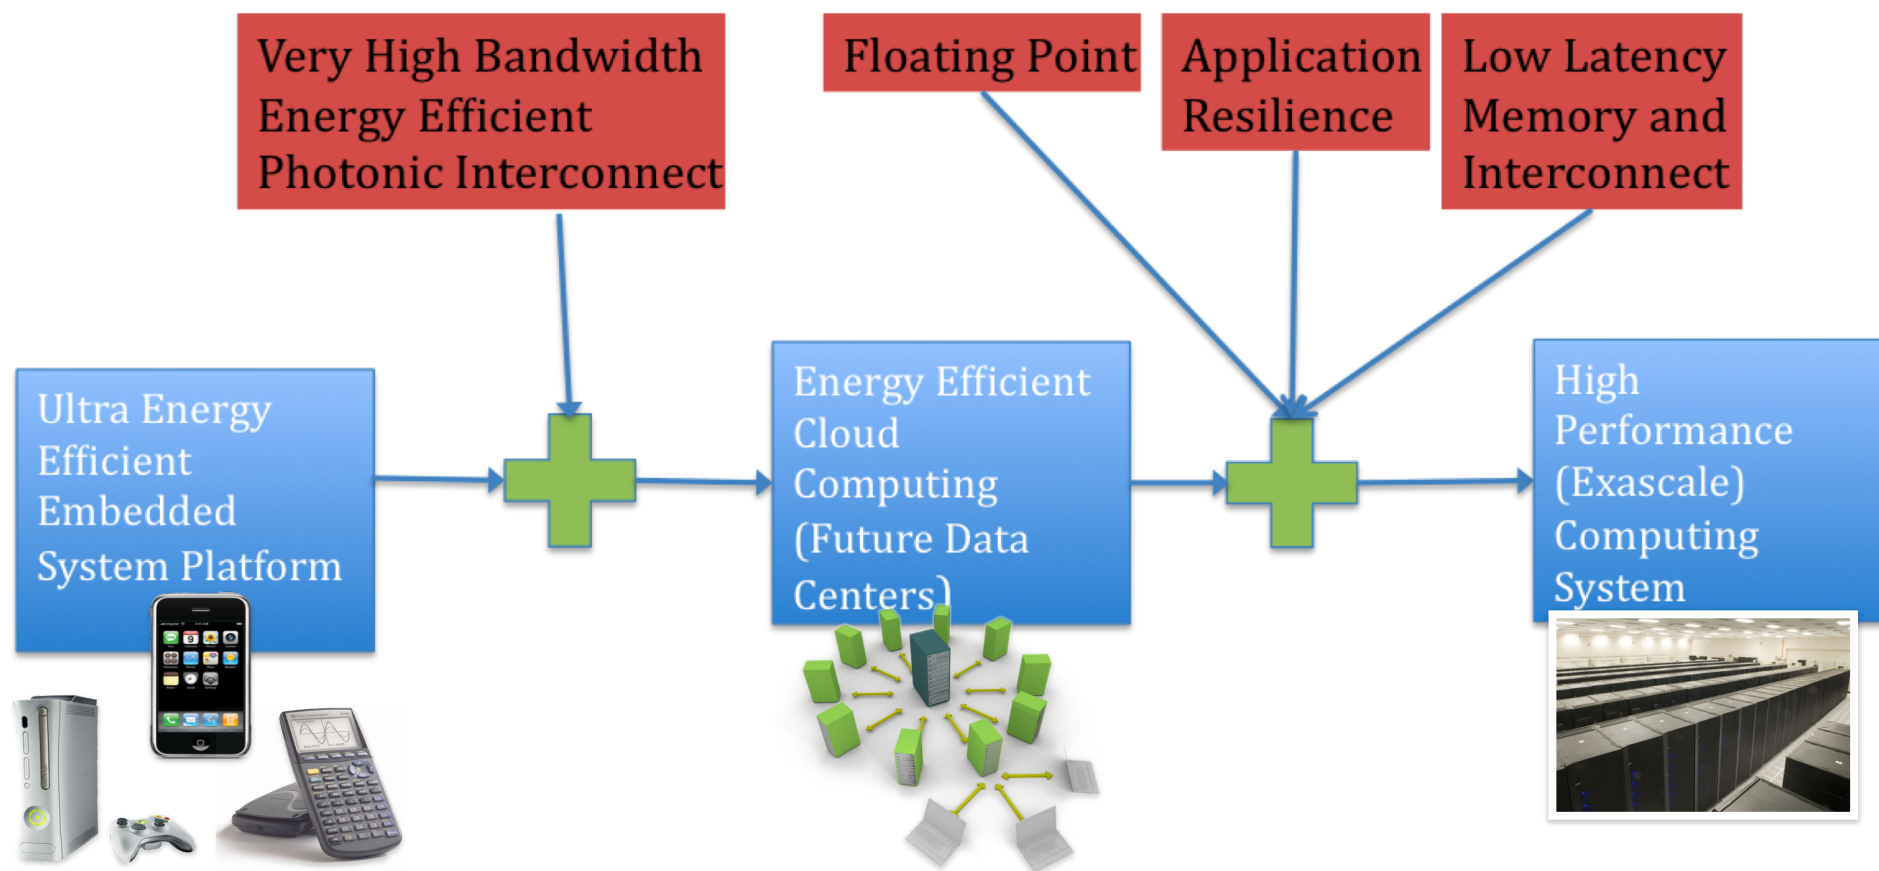 Very High Bandwidth
Energy Efficient
Photonic Interconnect
Floating Point
Application
Resilience
Low Latency
Memory and
Interconnect
Ultra Energy
Efficient
Embedded
System Platform
Energy Efficient
Cloud
Computing
(Future Data
Centers)
High
Performance
(Exascale)
Computing
System